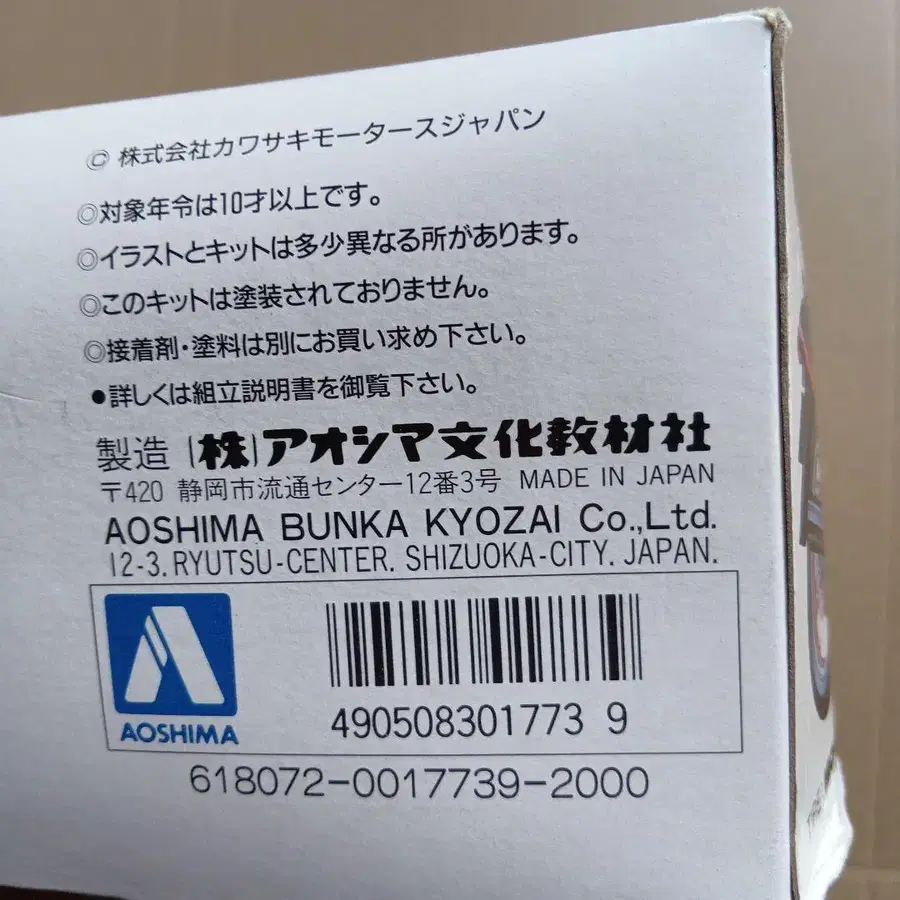 © 株式会社カワサキモータースジャパン
◎対象年令は10才以上です。
◎イラストとキットは多少異なる所があります。
◎このキットは塗装されておりません。
◎接着剤・塗料は別にお買い求め下さい。
●詳しくは組立説明書を御覧下さい。
製造 (株)アオシマ文化教材社
〒420 静岡市流通センター12番3号 MADE IN JAPAN
AOSHIMA BUNKA KYOZAI Co.,Ltd.
12-3. RYUTSU-CENTER. SHIZUOKA-CITY. JAPAN.
AOSHIMA
490508301773 9
618072-0017739-2000